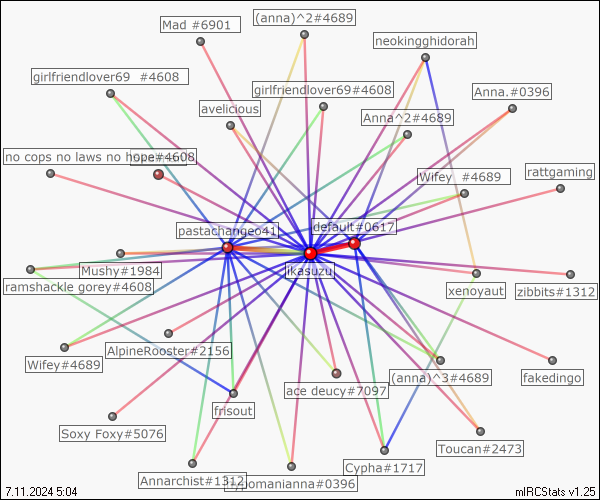 Mad #6901
(anna)^2#4689
neokingghidorah
girlfriendlover69 #4608
girlfriendlover69#4608
Anna.#0396
avelicious
Anna^2#4689
no cops no laws no hope#4608
Wifey #4689
rattgaming
pastachangeo41
default#0617
ikasuzu
Mushy#1984
ramshackle gorey#4608
xenoyaut
zibbits#1312
Wifey#4689
AlpineRooster#2156
ace deucy#7097
(anna)^3#4689
fakedingo
frisout
Soxy Foxy#5076
Toucan#2473
Annarchist#1312
Cypha#1717
7.11.2024 5:04
mIRCStats v1.25